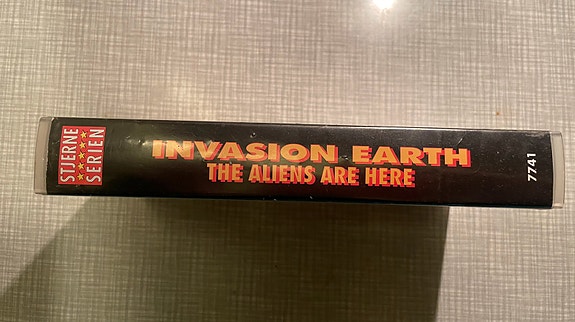 STJERNE
SERIEN
INVASION EARTH
THE ALIENS ARE HERE
7741